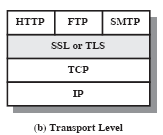 HTTP FTP SMTP
SSL or TLS
TCP
IP
(b) Transport Level